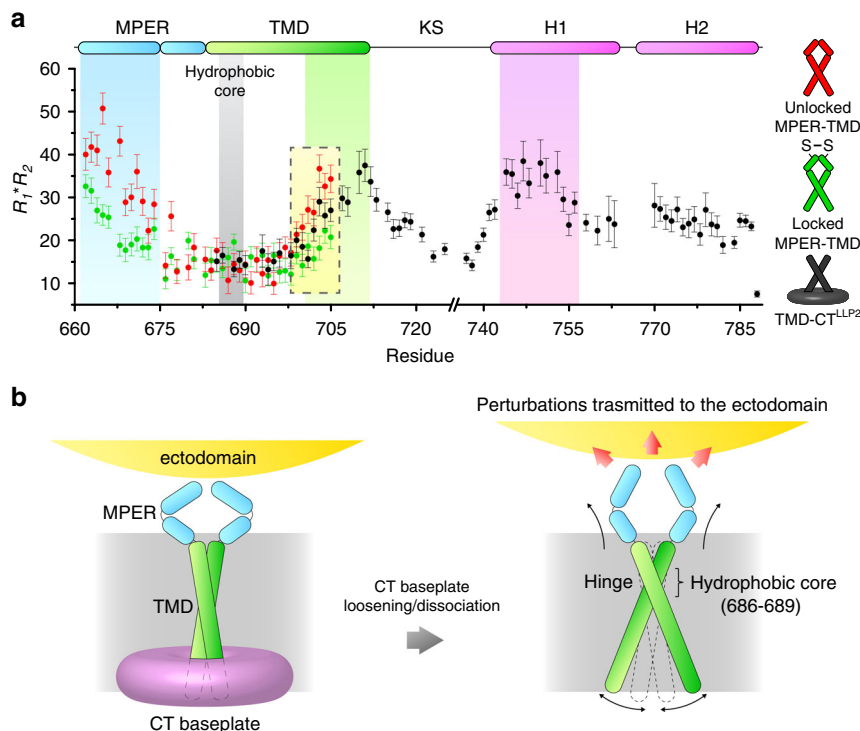 a
MPER
TMD
KS
H1
H2
Hydrophobic
core
60
50
40
30
20
10
R1*R2
660
675
690
705
720
740
755
770
785
Residue
Unlocked
MPER-TMD
S–S
Locked
MPER-TMD
TMD-CT^LLP2
b
ectodomain
MPER
TMD
CT baseplate
CT baseplate
loosening/dissociation
Perturbations trasmitted to the ectodomain
Hinge
Hydrophobic core
(686-689)